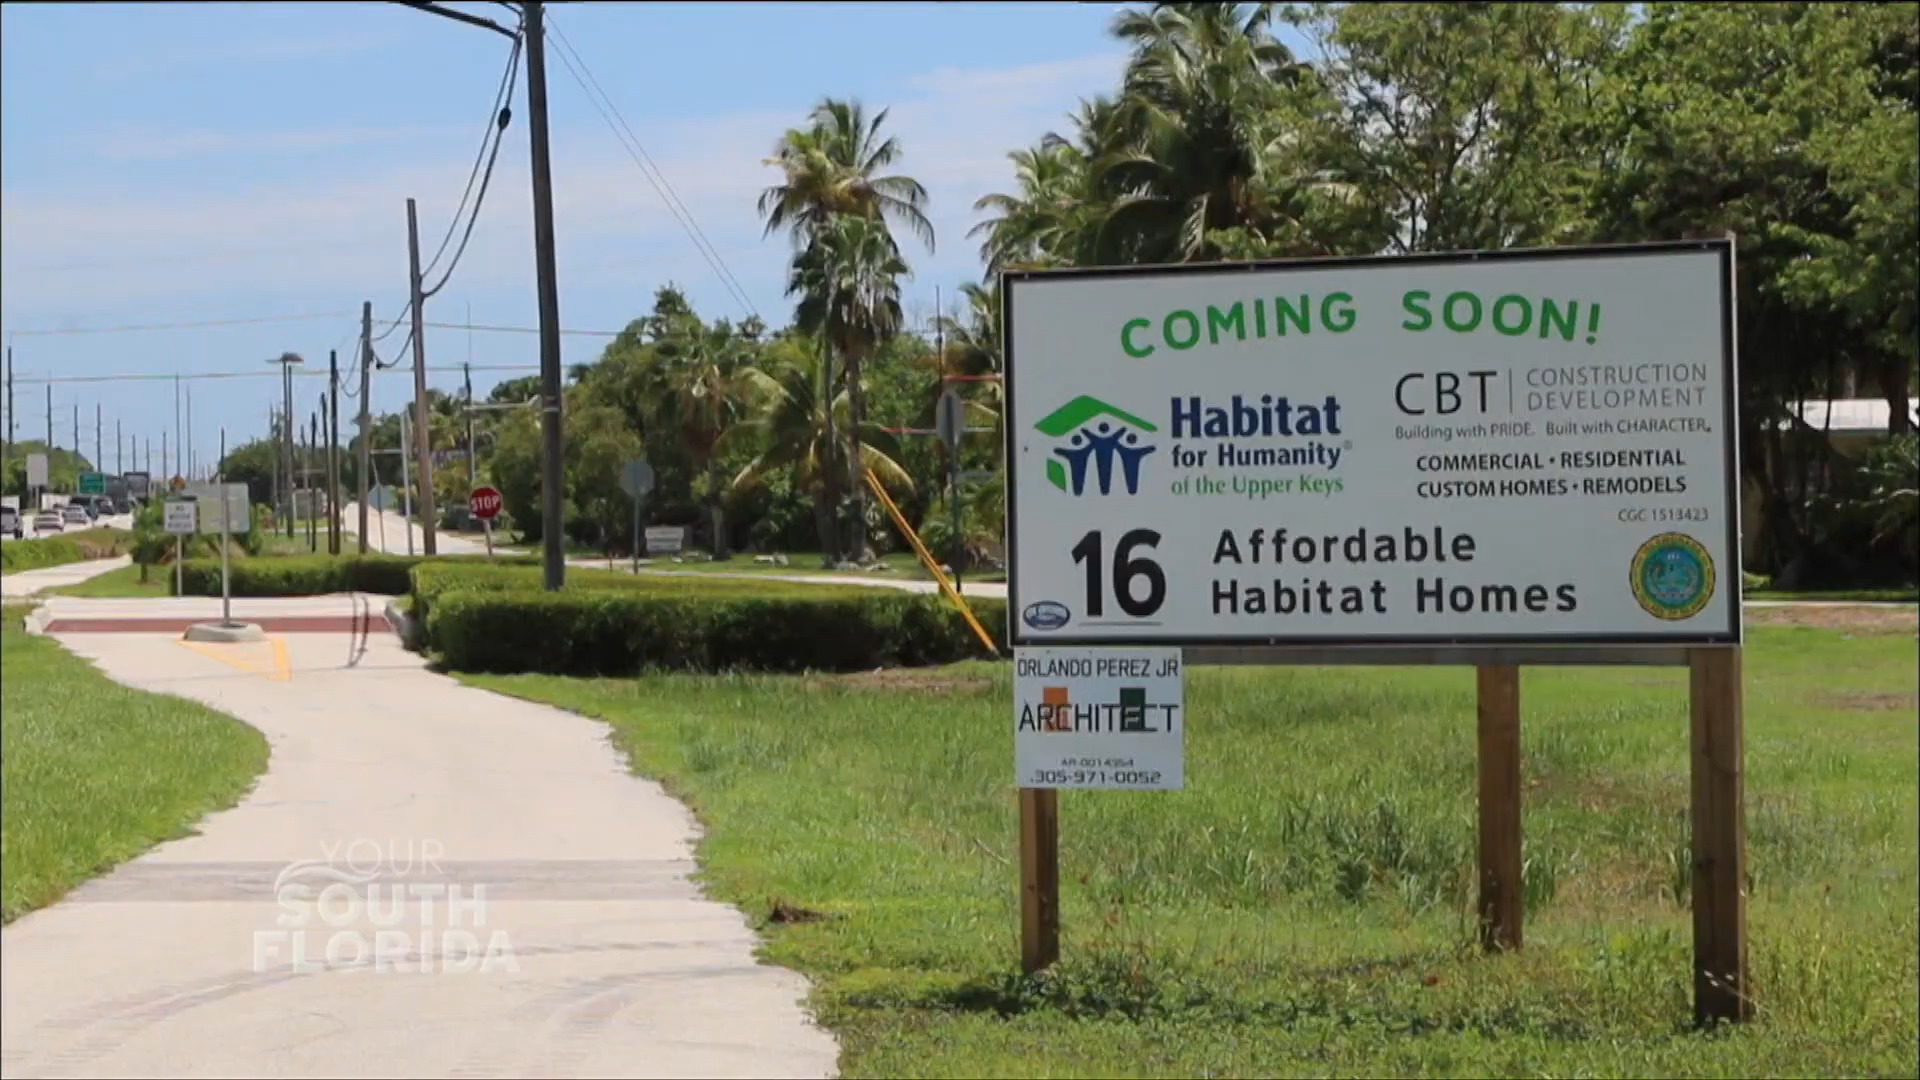 COMING SOON!
Habitat
for Humanity®
of the Upper Keys
CBT | CONSTRUCTION
DEVELOPMENT
Building with PRIDE. Built with CHARACTER.
COMMERCIAL • RESIDENTIAL
CUSTOM HOMES • REMODELS
CGC 1513423
16 Affordable
Habitat Homes
ORLANDO PEREZ JR
ARCHITECT
AR-0014354
305-971-0052
STOP
YOUR
SOUTH
FLORIDA